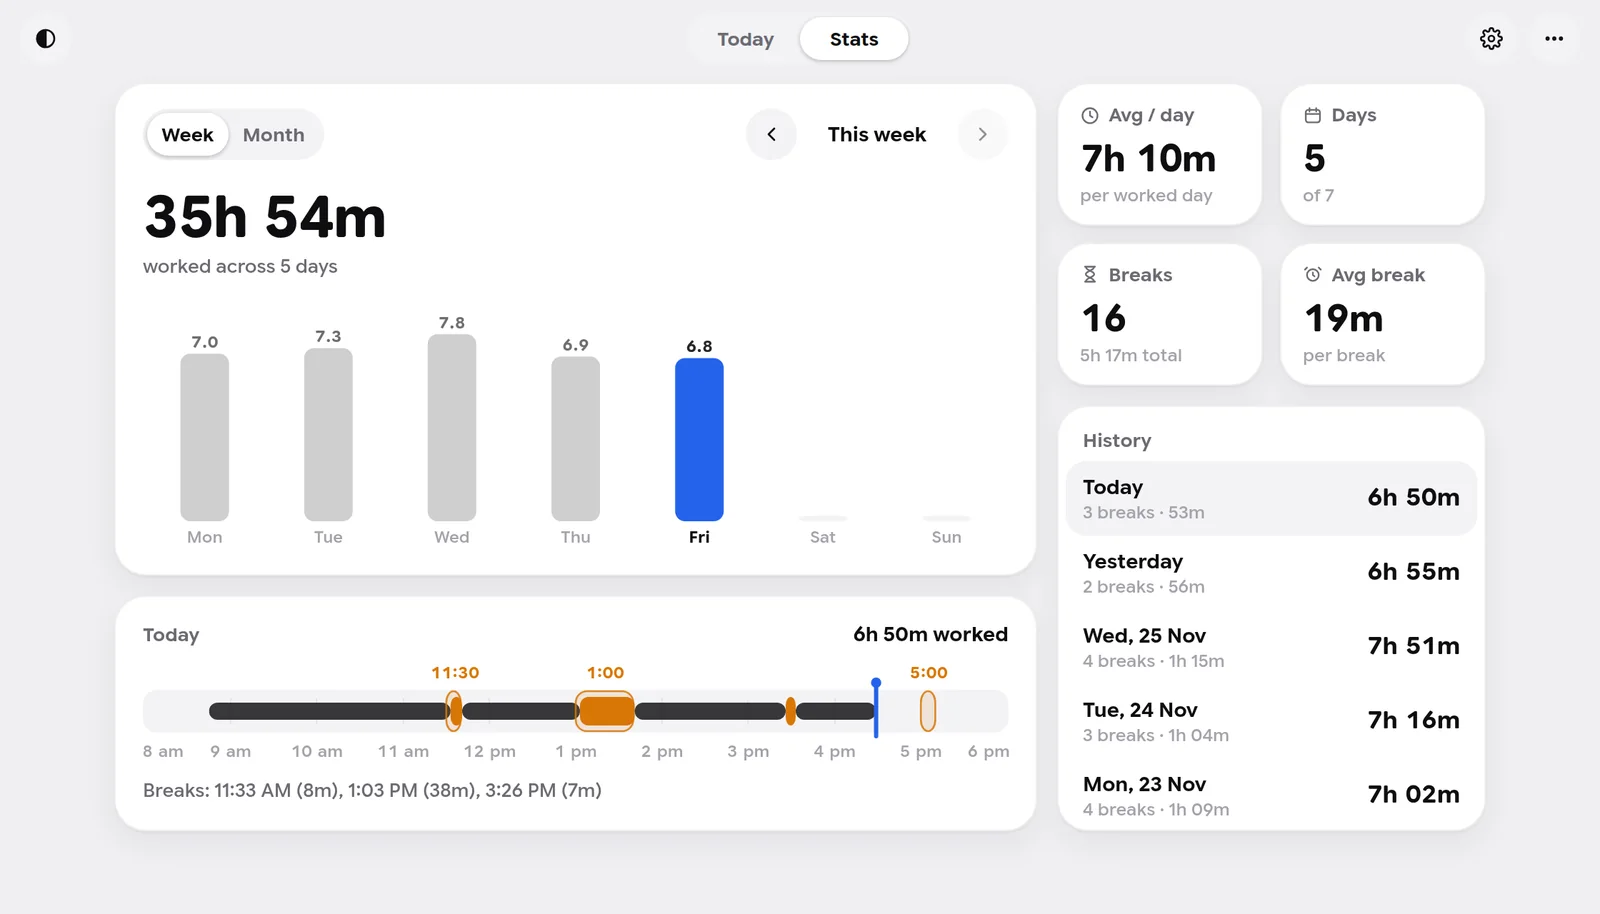 Today
Stats
Week
Month
This week
35h 54m
worked across 5 days
7.0
7.3
7.8
6.9
6.8
Mon
Tue
Wed
Thu
Fri
Sat
Sun
Today
6h 50m worked
11:30
1:00
5:00
8 am
9 am
10 am
11 am
12 pm
1 pm
2 pm
3 pm
4 pm
5 pm
6 pm
Breaks: 11:33 AM (8m), 1:03 PM (38m), 3:26 PM (7m)
Avg / day
7h 10m
per worked day
Days
5
of 7
Breaks
16
5h 17m total
Avg break
19m
per break
History
Today
3 breaks · 53m
6h 50m
Yesterday
2 breaks · 56m
6h 55m
Wed, 25 Nov
4 breaks · 1h 15m
7h 51m
Tue, 24 Nov
3 breaks · 1h 04m
7h 16m
Mon, 23 Nov
4 breaks · 1h 09m
7h 02m